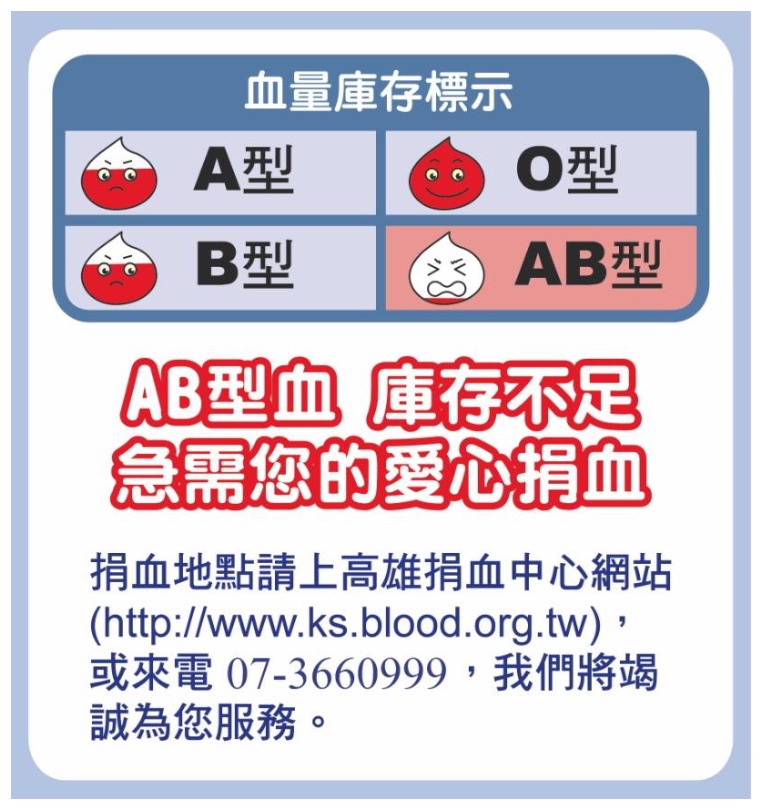 血量庫存標示
A型
O型
B型
AB型
AB型血 庫存不足
急需您的愛心捐血
捐血地點請上高雄捐血中心網站
(http://www.ks.blood.org.tw)，
或來電 07-3660999，我們將竭
誠為您服務。